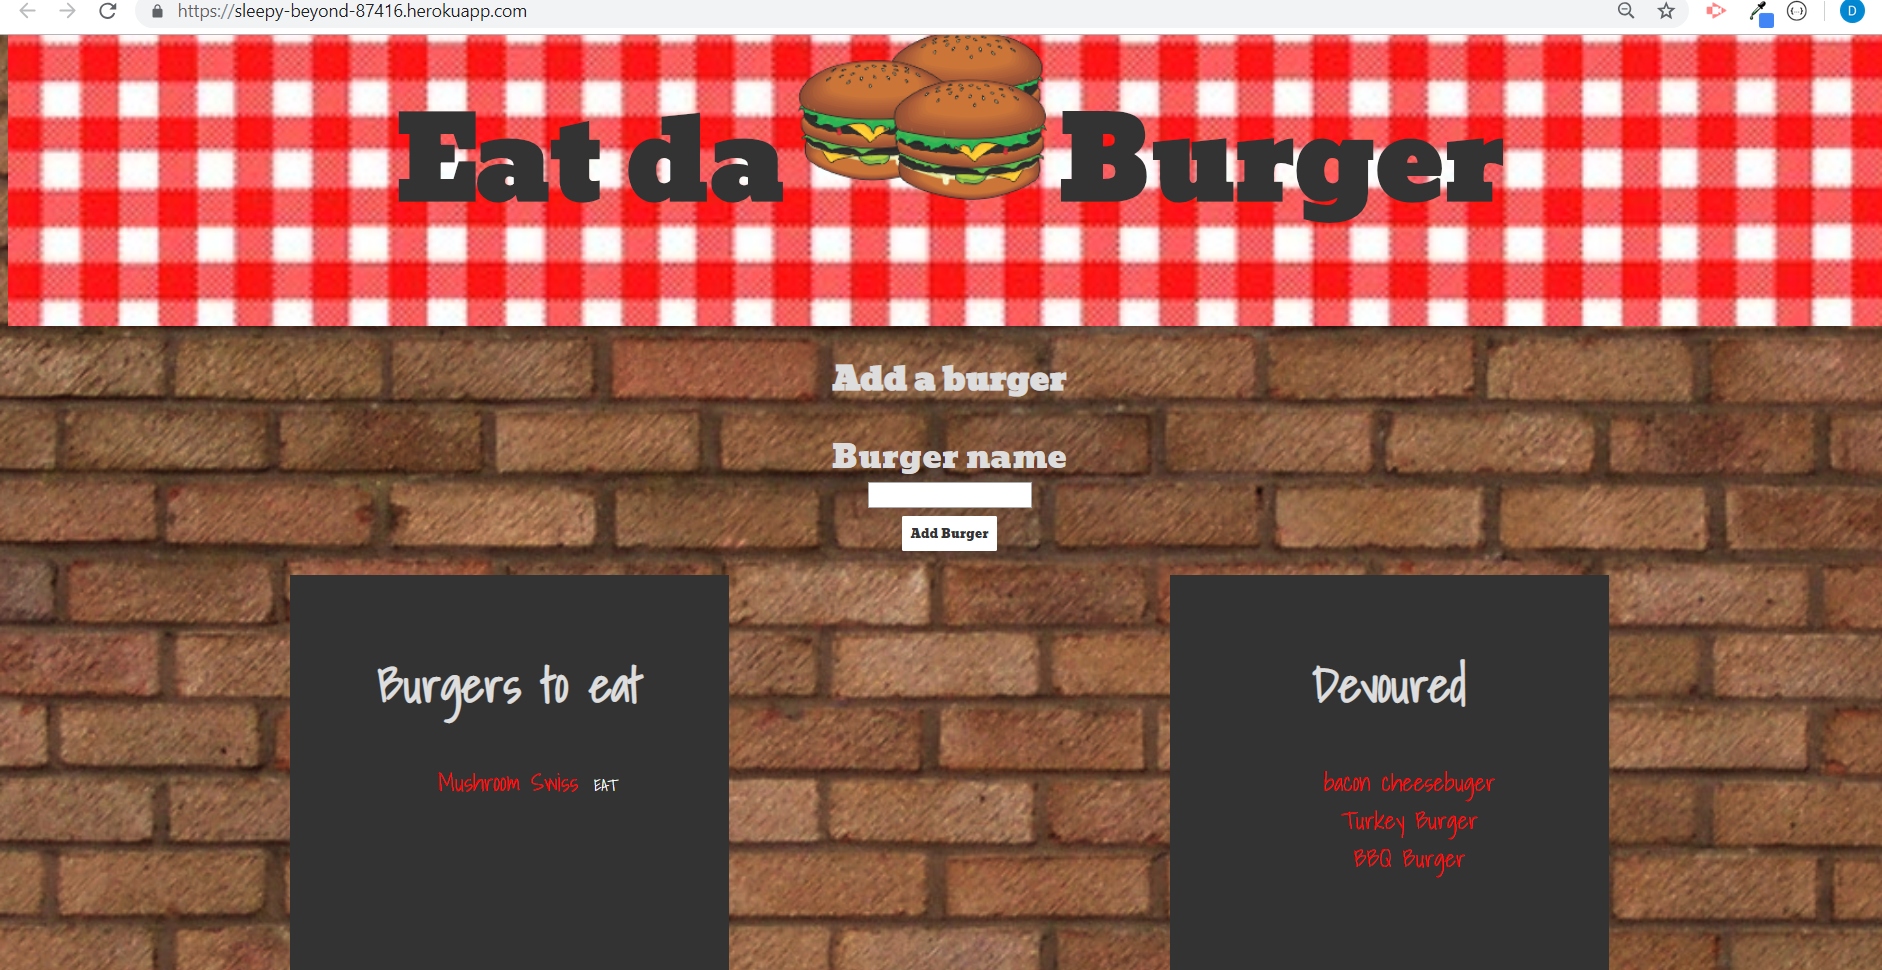 https://sleepy-beyond-87416.herokuapp.com
D
Eat da Burger
Add a burger
Burger name
Add Burger
Burgers to eat
Mushroom Swiss EAT
Devoured
bacon cheesebuger
Turkey Burger
BBQ Burger